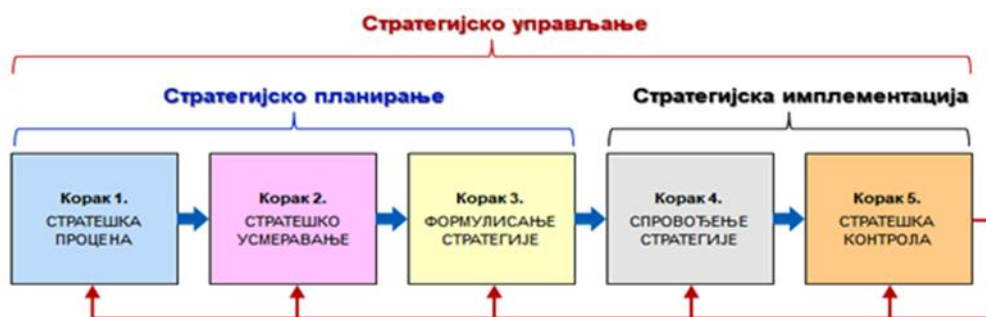 Стратегијско управљање
Стратегијско планирање
Стратегијска имплементација
Корак 1.
СТРАТЕШКА
ПРОЦЕНА
Корак 2.
СТРАТЕШКО
УСМЕРАВАЊЕ
Корак 3.
ФОРМУЛИСАЊЕ
СТРАТЕГИЈЕ
Корак 4.
СПРОВОЂЕЊЕ
СТРАТЕГИЈЕ
Корак 5.
СТРАТЕШКА
КОНТРОЛА